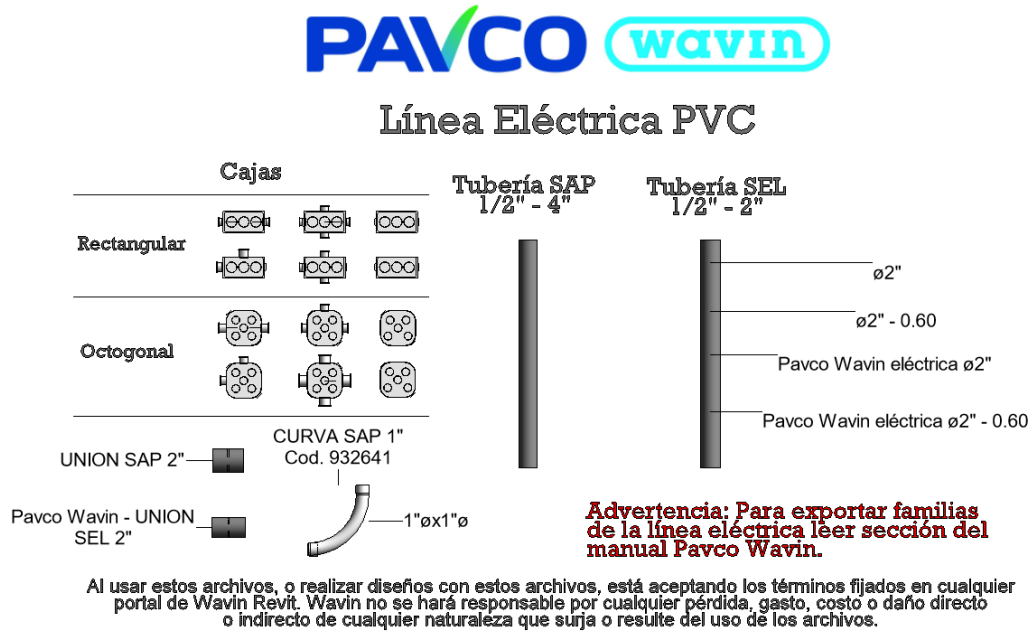 PAVCO wavin
Línea Eléctrica PVC
Cajas
Rectangular
Octogonal
Tubería SAP
1/2" - 4"
Tubería SEL
1/2" - 2"
ø2"
ø2" - 0.60
Pavco Wavin eléctrica ø2"
Pavco Wavin eléctrica ø2" - 0.60
UNION SAP 2"
CURVA SAP 1"
Cod. 932641
Pavco Wavin - UNION
SEL 2"
1"øx1"ø
Advertencia: Para exportar familias
de la línea eléctrica leer sección del
manual Pavco Wavin.
Al usar estos archivos, o realizar diseños con estos archivos, está aceptando los términos fijados en cualquier
portal de Wavin Revit. Wavin no se hará responsable por cualquier pérdida, gasto, costo o daño directo
o indirecto de cualquier naturaleza que surja o resulte del uso de los archivos.